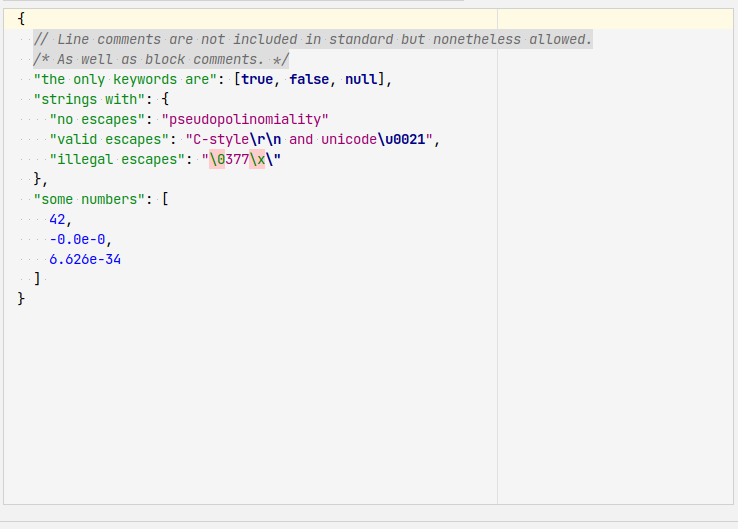 {
  // Line comments are not included in standard but nonetheless allowed.
  /* As well as block comments. */
  "the only keywords are": [true, false, null],
  "strings with": {
    "no escapes": "pseudopolinomiality"
    "valid escapes": "C-style\r\n and unicode\u0021",
    "illegal escapes": "\0377\x\"
  },
  "some numbers": [
    42,
    -0.0e-0,
    6.626e-34
  ]
}